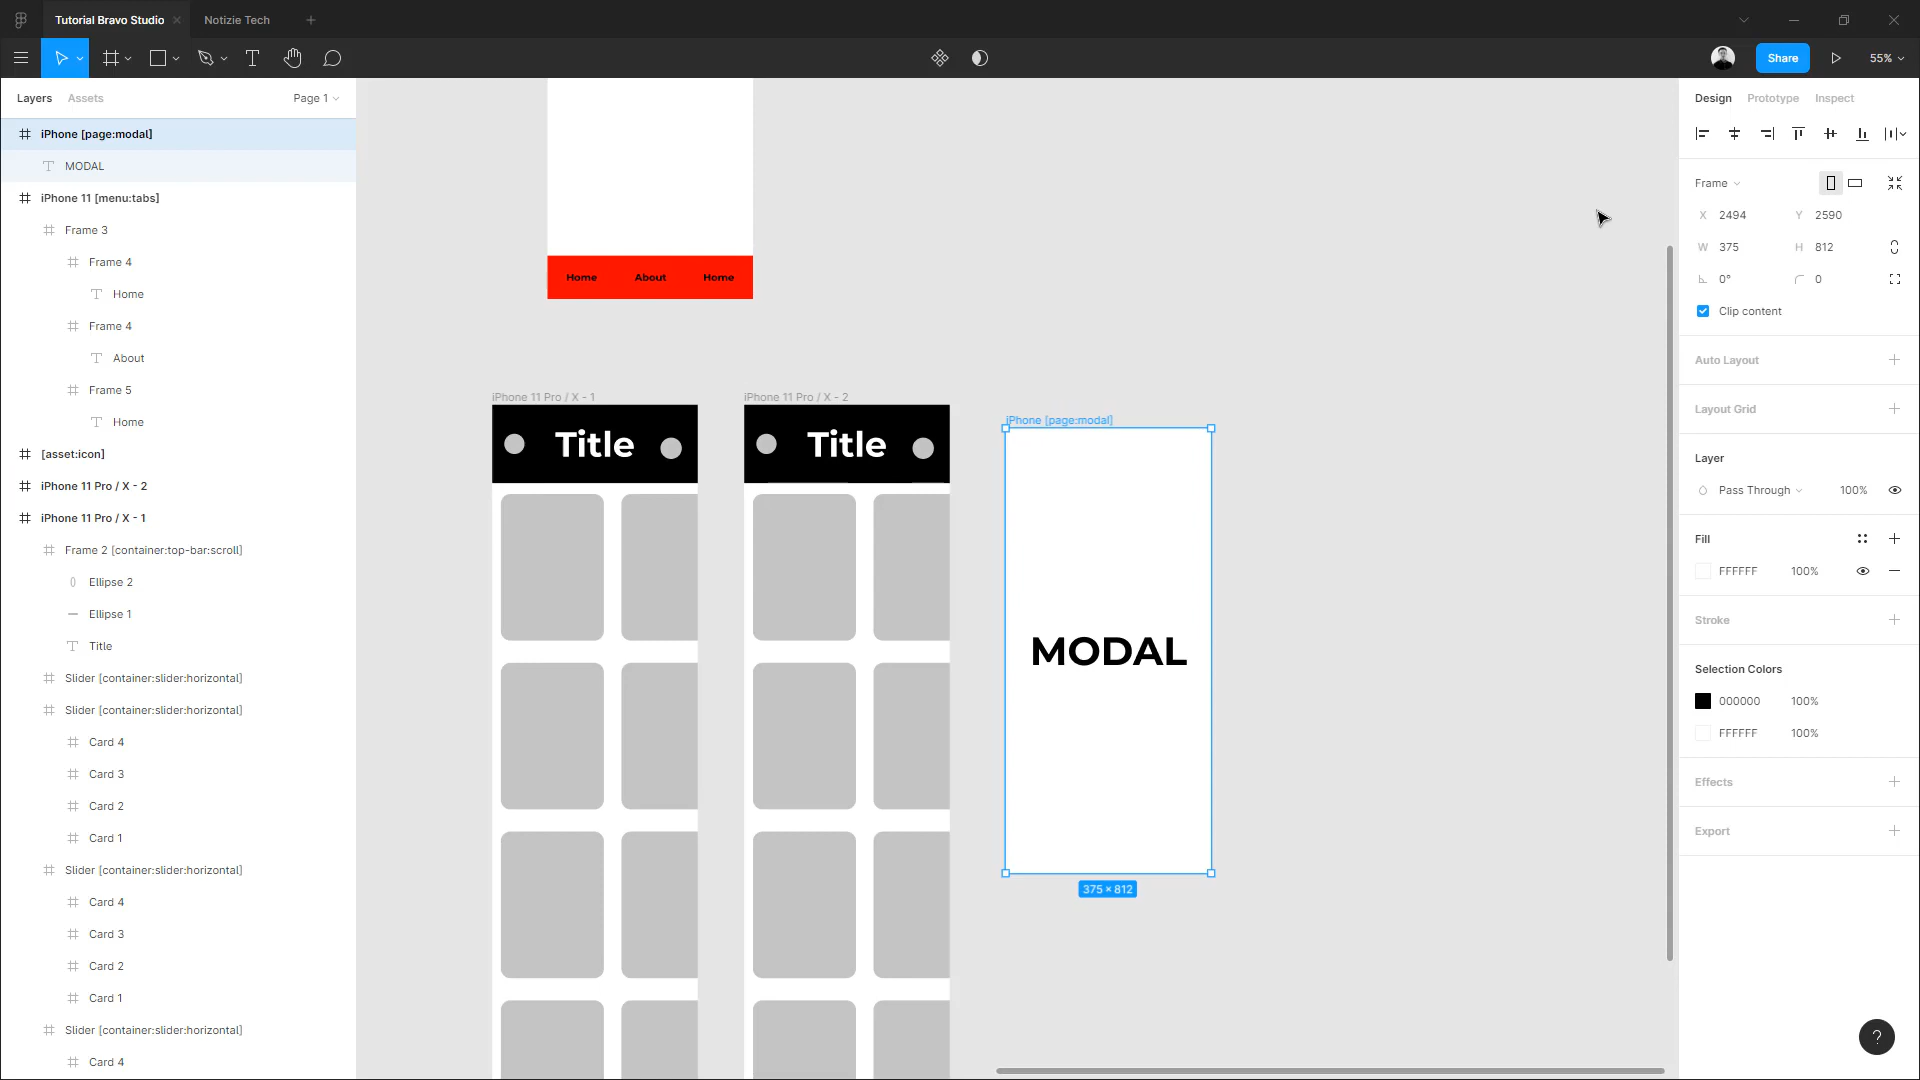 Tutorial Bravo Studio
Notizie Tech
Share
55%
Layers
Assets
Page 1
iPhone [page:modal]
MODAL
iPhone 11 [menu:tabs]
Frame 3
Frame 4
Home
Frame 4
About
Frame 5
Home
[asset:icon]
iPhone 11 Pro / X - 2
iPhone 11 Pro / X - 1
Frame 2 [container:top-bar:scroll]
Ellipse 2
Ellipse 1
Title
Slider [container:slider:horizontal]
Slider [container:slider:horizontal]
Card 4
Card 3
Card 2
Card 1
Slider [container:slider:horizontal]
Card 4
Card 3
Card 2
Card 1
Slider [container:slider:horizontal]
Card 4
Home About Home
iPhone 11 Pro / X - 1
Title
iPhone 11 Pro / X - 2
Title
iPhone [page:modal]
MODAL
375 × 812
Design Prototype Inspect
Frame
X 2494 Y 2590
W 375 H 812
0° 0
Clip content
Auto Layout
Layout Grid
Layer
Pass Through 100%
Fill
FFFFFF 100%
Stroke
Selection Colors
000000 100%
FFFFFF 100%
Effects
Export
?